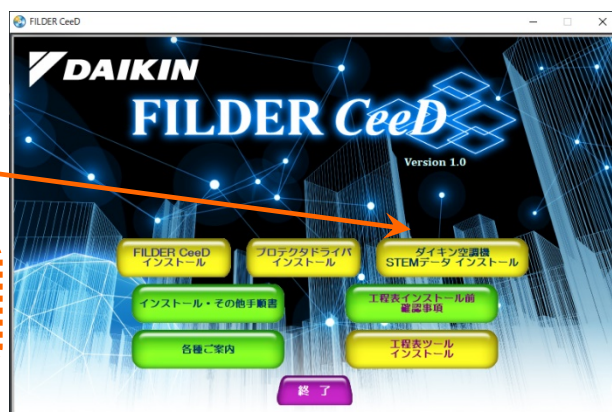 FILDER CeeD
DAIKIN
FILDER CeeD
Version 1.0
FILDER CeeD
インストール
プロテクタドライバ
インストール
ダイキン空調機
STEMデータ インストール
インストール・その他手順書
工程表インストール前
確認事項
各種ご案内
工程表ツール
インストール
終 了